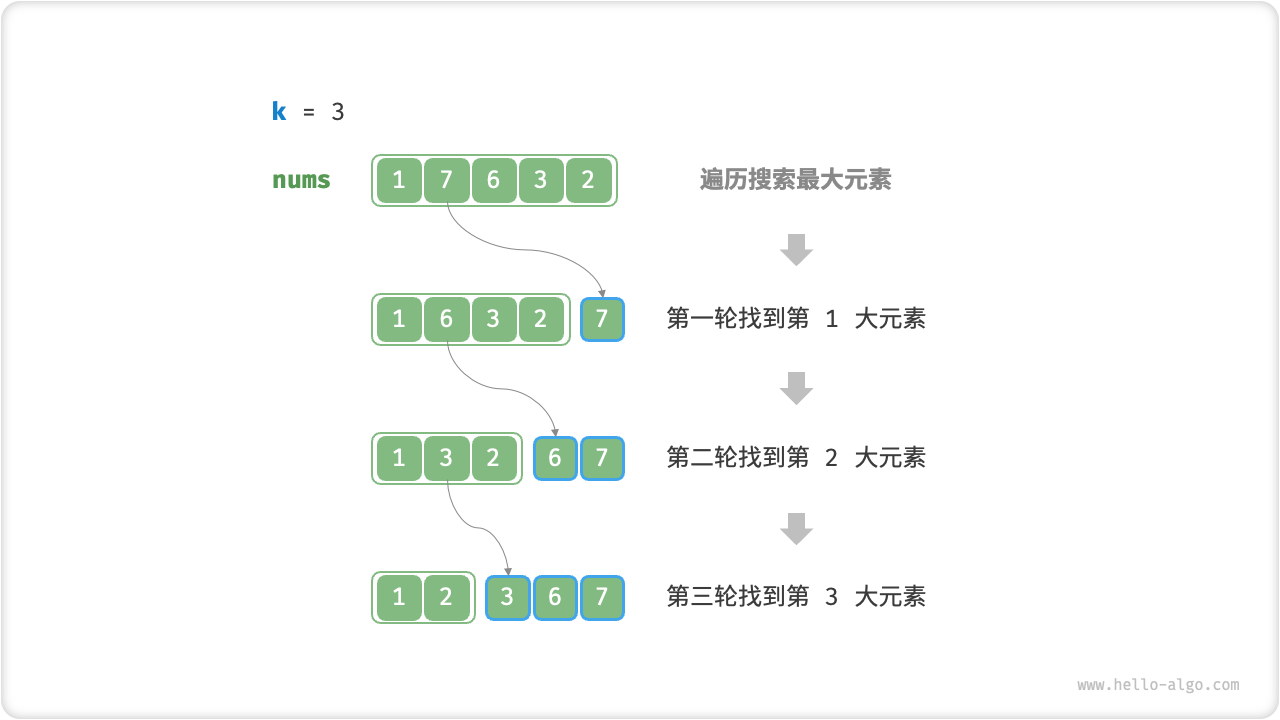 k = 3
nums 1 7 6 3 2 遍历搜索最大元素
1 6 3 2 7 第一轮找到第 1 大元素
1 3 2 6 7 第二轮找到第 2 大元素
1 2 3 6 7 第三轮找到第 3 大元素
www.hello-algo.com